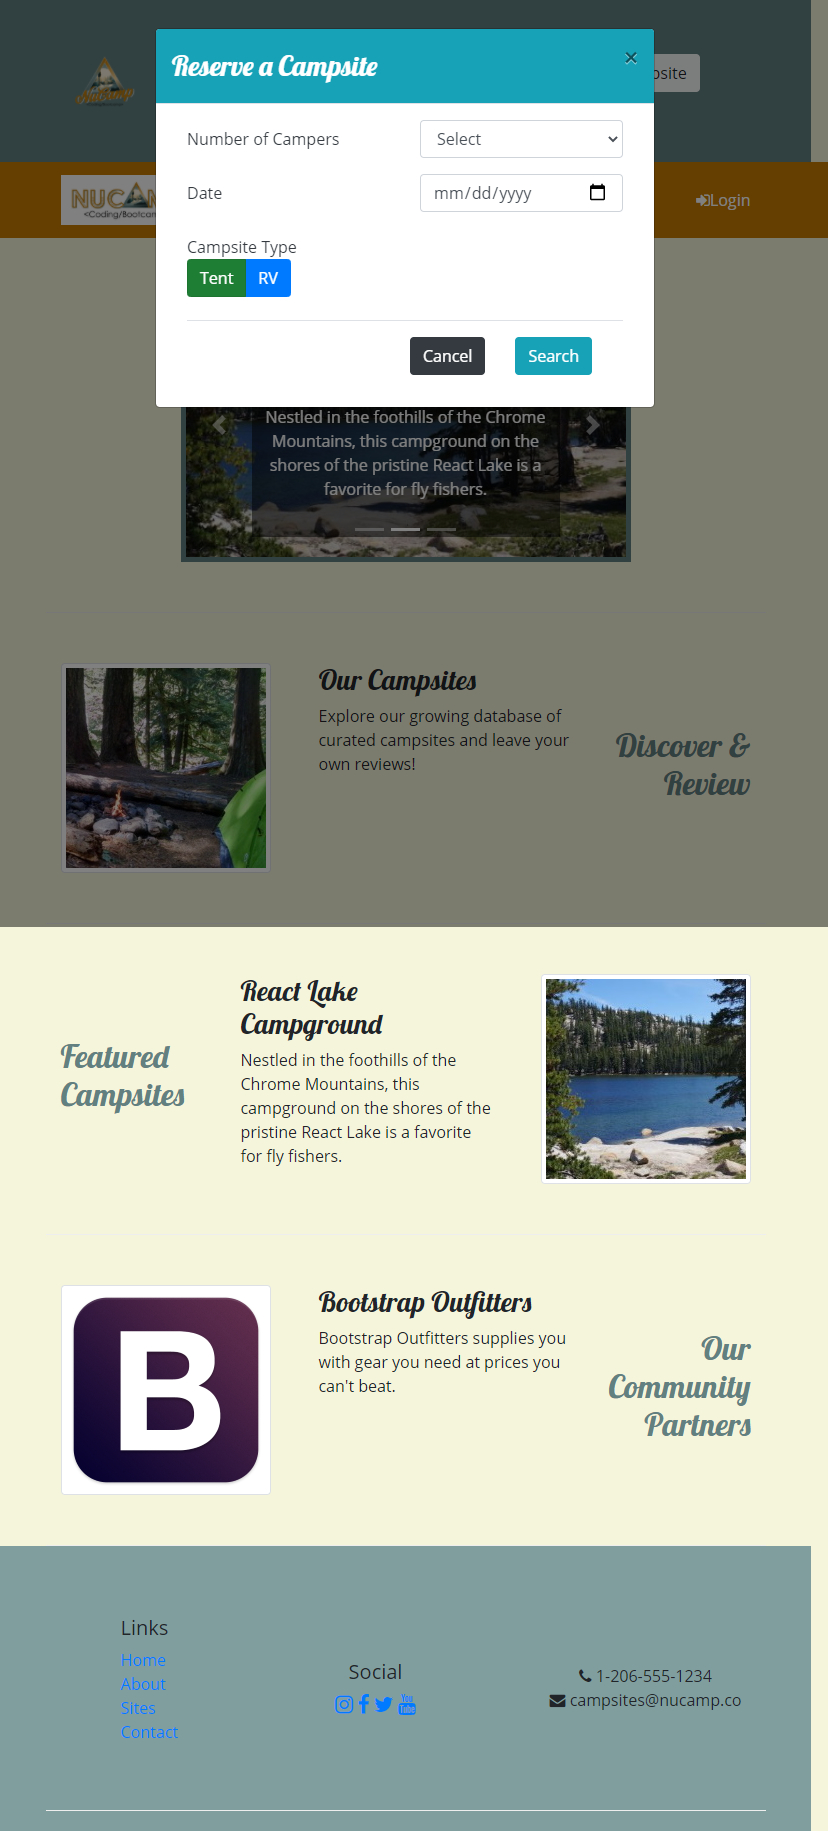 Reserve a Campsite
×
psite
NuCamp
Number of Campers
Select
Date
mm/dd/yyyy
NUCAM
<Coding/Bootcam
Login
Campsite Type
Tent
RV
Cancel
Search
Nestled in the foothills of the Chrome
Mountains, this campground on the
shores of the pristine React Lake is a
favorite for fly fishers.
Our Campsites
Explore our growing database of
curated campsites and leave your
own reviews!
Discover &
Review
Featured
Campsites
React Lake
Campground
Nestled in the foothills of the
Chrome Mountains, this
campground on the shores of the
pristine React Lake is a favorite
for fly fishers.
B
Bootstrap Outfitters
Bootstrap Outfitters supplies you
with gear you need at prices you
can't beat.
Our
Community
Partners
Links
Home
About
Sites
Contact
Social
You
Tube
1-206-555-1234
campsites@nucamp.co